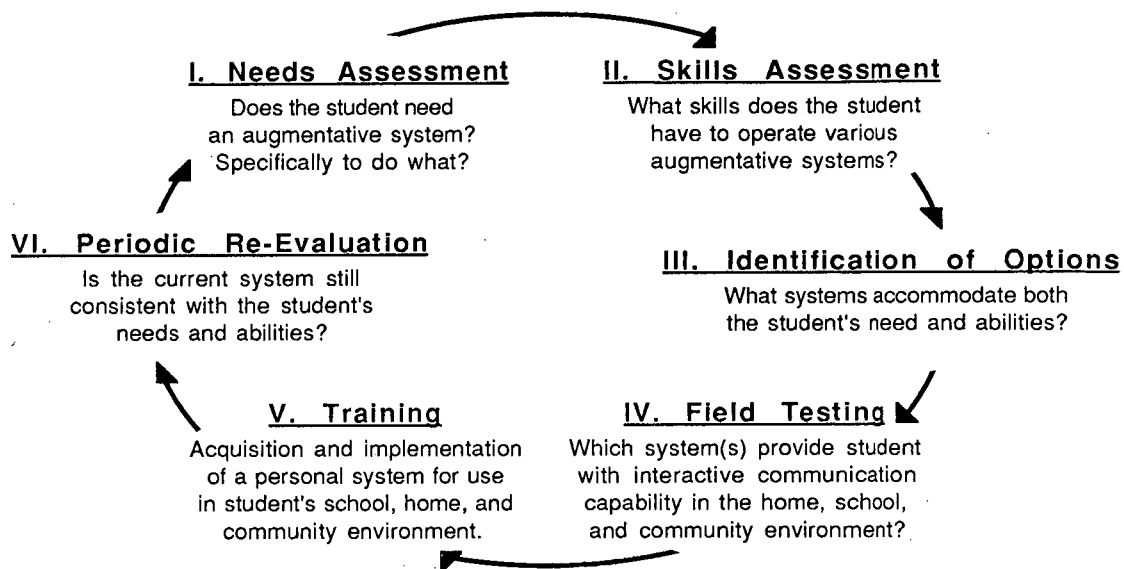 I. Needs Assessment
Does the student need
an augmentative system?
Specifically to do what?
II. Skills Assessment
What skills does the student
have to operate various
augmentative systems?
III. Identification of Options
What systems accommodate both
the student's need and abilities?
IV. Field Testing
Which system(s) provide student
with interactive communication
capability in the home, school,
and community environment?
V. Training
Acquisition and implementation
of a personal system for use
in student's school, home, and
community environment.
VI. Periodic Re-Evaluation
Is the current system still
consistent with the student's
needs and abilities?